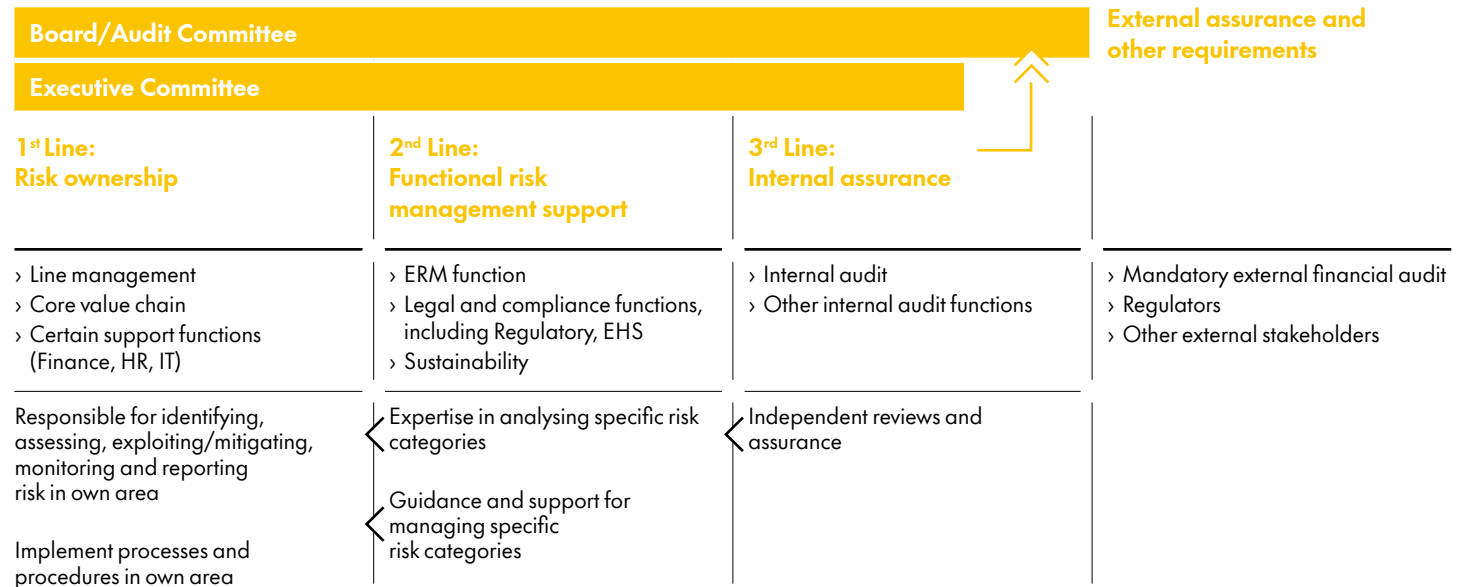 Board/Audit Committee
Executive Committee
External assurance and
other requirements
1st Line:
Risk ownership
2nd Line:
Functional risk
management support
3rd Line:
Internal assurance
› Line management
› Core value chain
› Certain support functions
(Finance, HR, IT)
› ERM function
› Legal and compliance functions,
including Regulatory, EHS
› Sustainability
› Internal audit
› Other internal audit functions
› Mandatory external financial audit
› Regulators
› Other external stakeholders
Responsible for identifying,
assessing, exploiting/mitigating,
monitoring and reporting
risk in own area
Implement processes and
procedures in own area
Expertise in analysing specific risk
categories
Guidance and support for
managing specific
risk categories
Independent reviews and
assurance